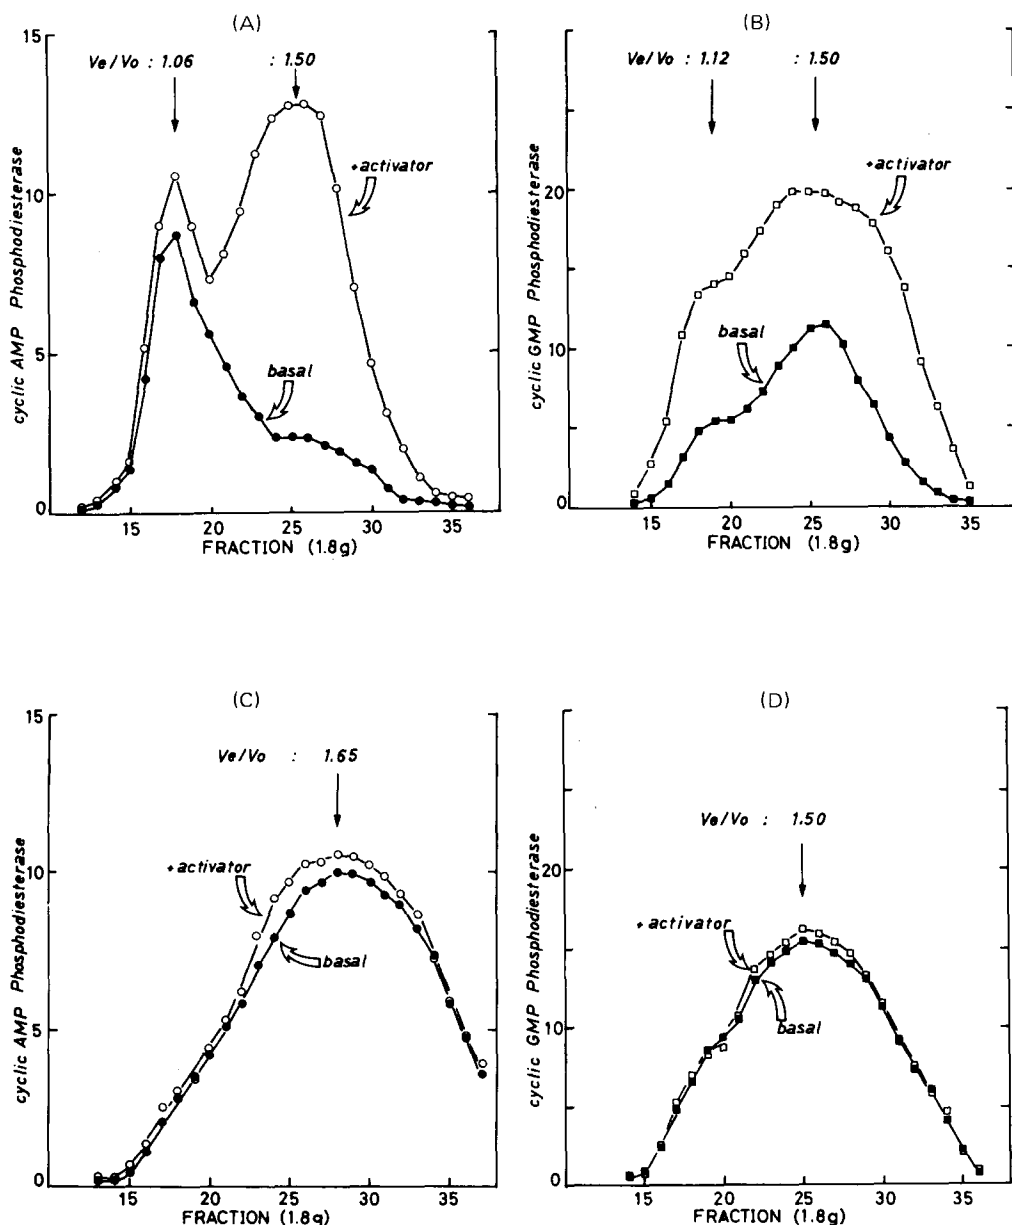 (A)
Ve/Vo : 1.06 : 1.50
15
10
5
0
cyclic AMP Phosphodiesterase
+activator
basal
15 20 25 30 35
FRACTION (1.8g)
(B)
Ve/Vo : 1.12 : 1.50
20
10
0
cyclic GMP Phosphodiesterase
+activator
basal
15 20 25 30 35
FRACTION (1.8g)
(C)
Ve/Vo : 1.65
15
10
5
0
cyclic AMP Phosphodiesterase
+activator
basal
15 20 25 30 35
FRACTION (1.8g)
(D)
Ve/Vo : 1.50
20
10
0
cyclic GMP Phosphodiesterase
+activator
basal
15 20 25 30 35
FRACTION (1.8g)